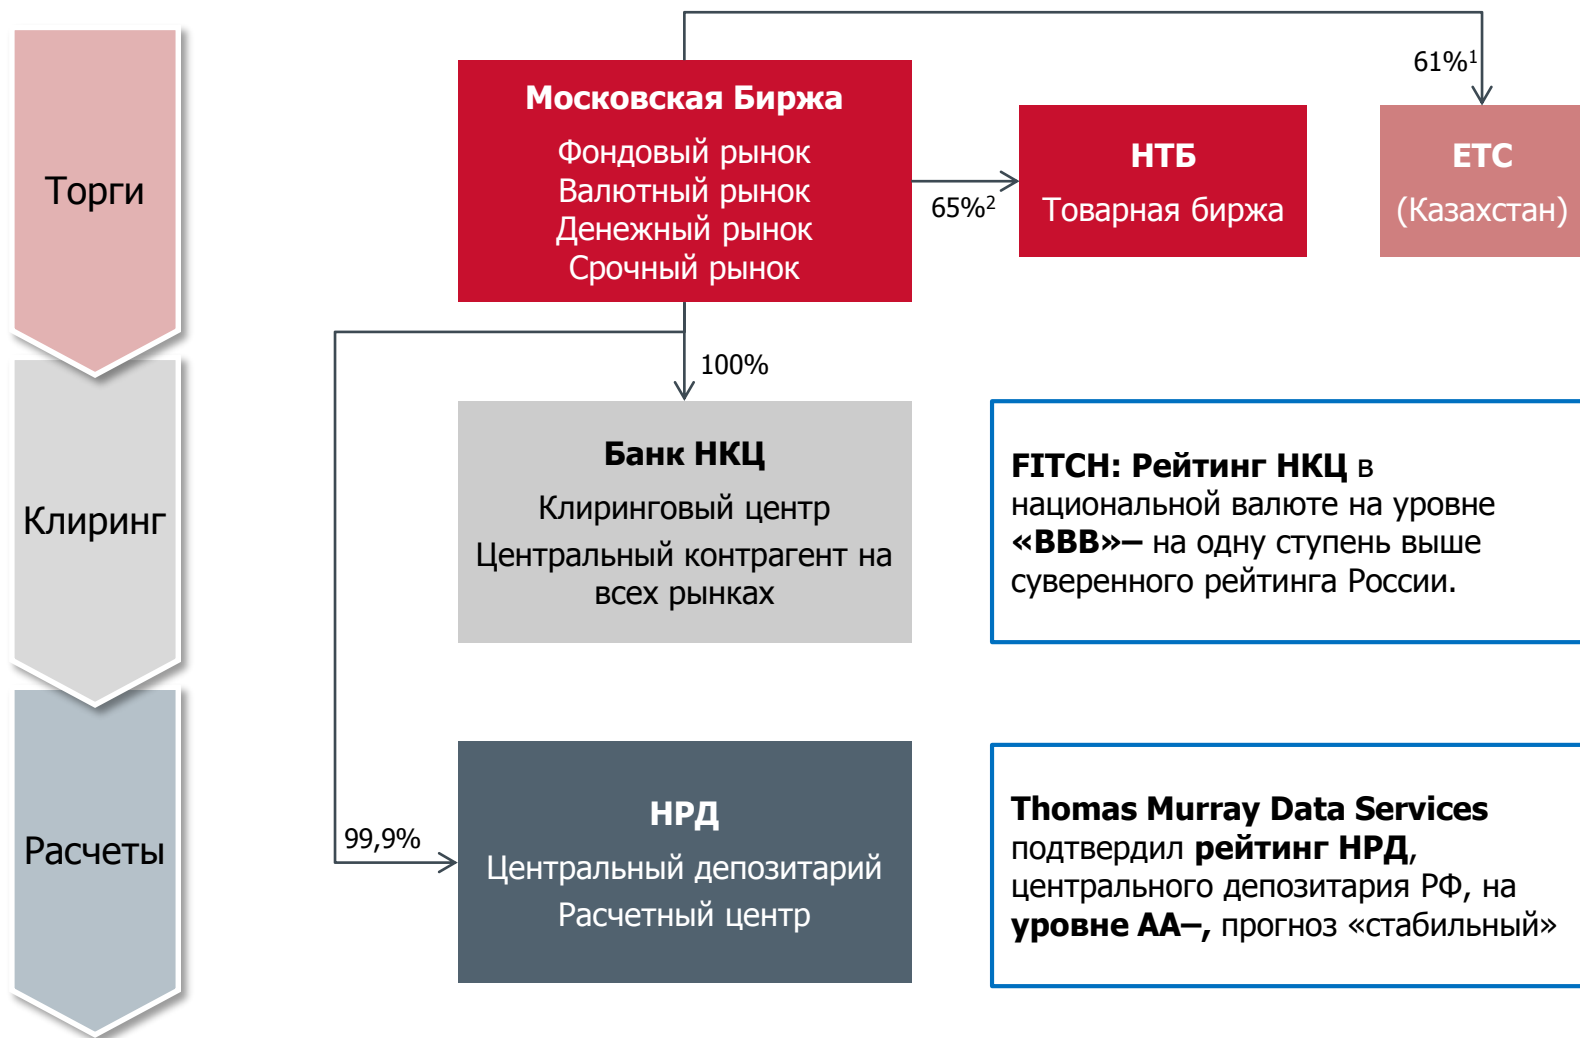 Торги
Московская Биржа
Фондовый рынок
Валютный рынок
Денежный рынок
Срочный рынок
65%²
НТБ
Товарная биржа
61%¹
ЕТС
(Казахстан)
100%
Клиринг
Банк НКЦ
Клиринговый центр
Центральный контрагент на
всех рынках
FITCH: Рейтинг НКЦ в
национальной валюте на уровне
«BBB»– на одну ступень выше
суверенного рейтинга России.
Расчеты
99,9%
НРД
Центральный депозитарий
Расчетный центр
Thomas Murray Data Services
подтвердил рейтинг НРД,
центрального депозитария РФ, на
уровне АА–, прогноз «стабильный»